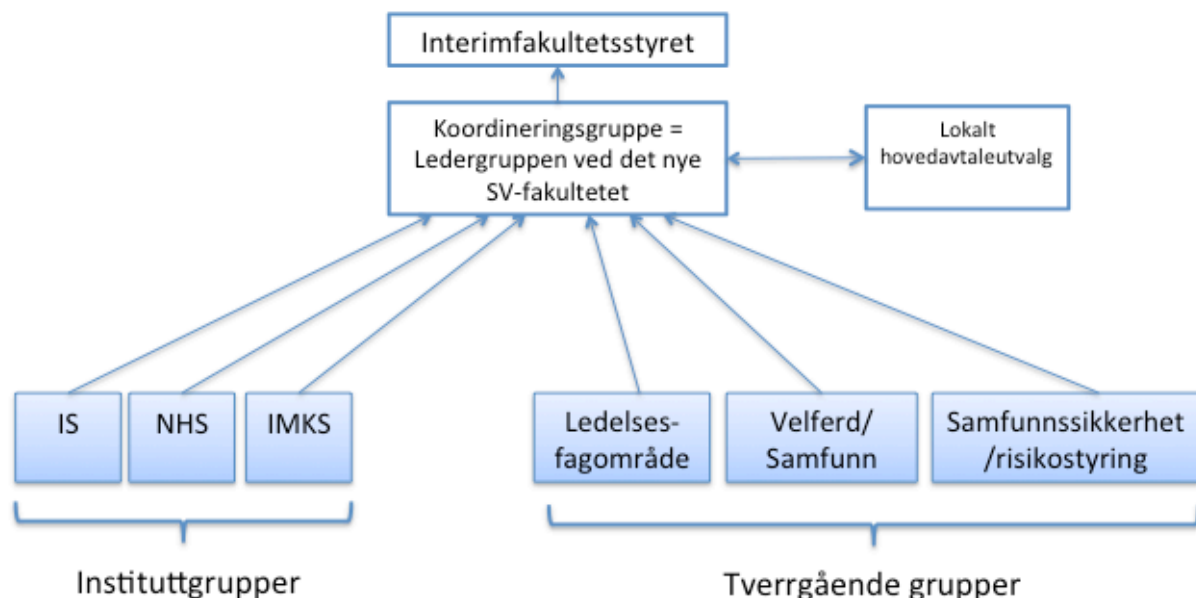 Interimfakultetsstyret
Koordineringsgruppe =
Ledergruppen ved det nye
SV-fakultetet
Lokalt
hovedavtaleutvalg
IS
NHS
IMKS
Ledelses-
fagområde
Velferd/
Samfunn
Samfunnssikkerhet
/risikostyring
Instituttgrupper
Tverrgående grupper